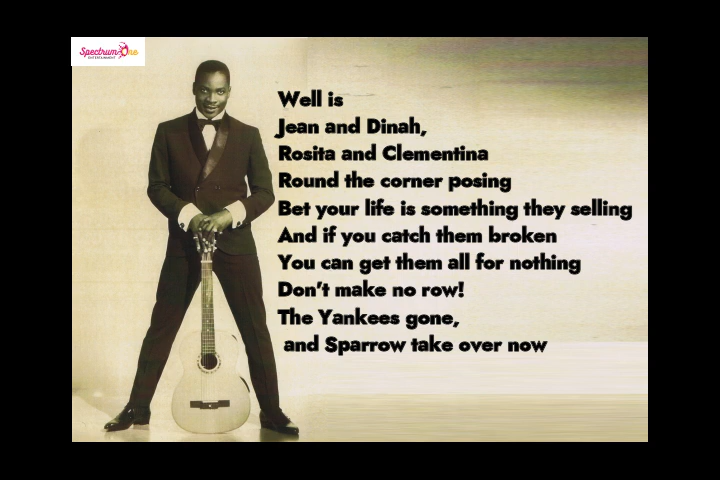 Spectrum One
ENTERTAINMENT
Well is
Jean and Dinah,
Rosita and Clementina
Round the corner posing
Bet your life is something they selling
And if you catch them broken
You can get them all for nothing
Don't make no row!
The Yankees gone,
and Sparrow take over now